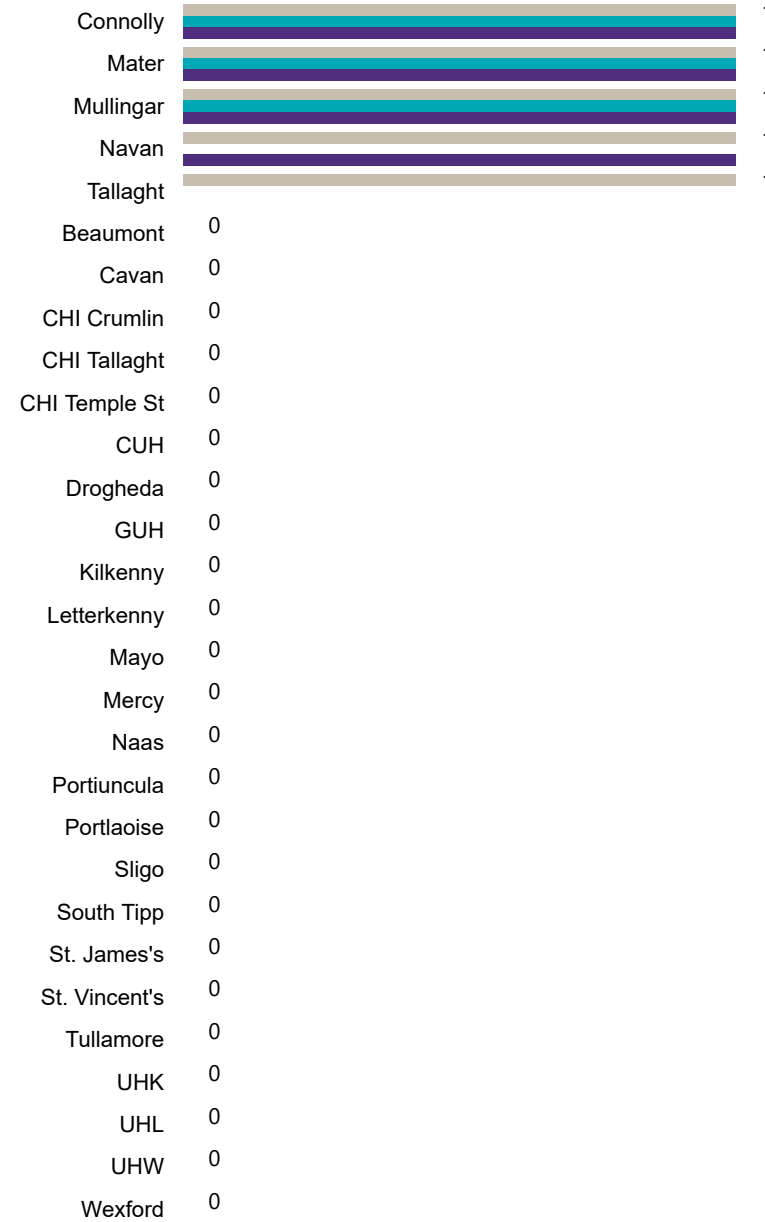 Connolly
Mater
Mullingar
Navan
Tallaght
Beaumont 0
Cavan 0
CHI Crumlin 0
CHI Tallaght 0
CHI Temple St 0
CUH 0
Drogheda 0
GUH 0
Kilkenny 0
Letterkenny 0
Mayo 0
Mercy 0
Naas 0
Portiuncula 0
Portlaoise 0
Sligo 0
South Tipp 0
St. James's 0
St. Vincent's 0
Tullamore 0
UHK 0
UHL 0
UHW 0
Wexford 0